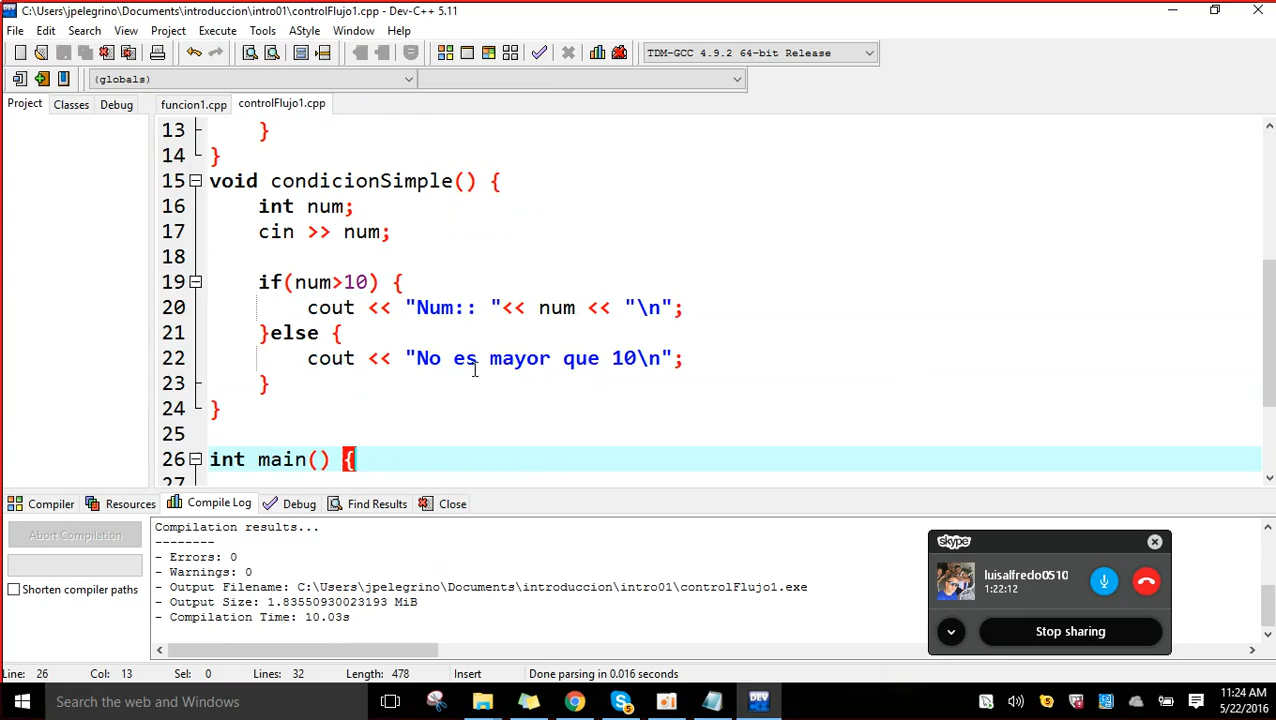 C:\Users\jpelegrino\Documents\introduccion\intro01\controlFlujo1.cpp - Dev-C++ 5.11
File Edit Search View Project Execute Tools AStyle Window Help
TDM-GCC 4.9.2 64-bit Release
(globals)
Project Classes Debug funcion1.cpp controlFlujo1.cpp
13 }
14 }
15 void condicionSimple() {
16 int num;
17 cin >> num;
18
19 if(num>10) {
20 cout << "Num:: "<< num << "\n";
21 }else {
22 cout << "No es mayor que 10\n";
23 }
24 }
25
26 int main() {
27
Compiler Resources Compile Log Debug Find Results Close
Abort Compilation
Shorten compiler paths
Compilation results...
--------
- Errors: 0
- Warnings: 0
- Output Filename: C:\Users\jpelegrino\Documents\introduccion\intro01\controlFlujo1.exe
- Output Size: 1.83550930023193 MiB
- Compilation Time: 10.03s
skype
luisalfredo0510
1:22:12
Stop sharing
Line: 26 Col: 13 Sel: 0 Lines: 32 Length: 478 Insert Done parsing in 0.016 seconds
Search the web and Windows
DEV
11:24 AM
5/22/2016